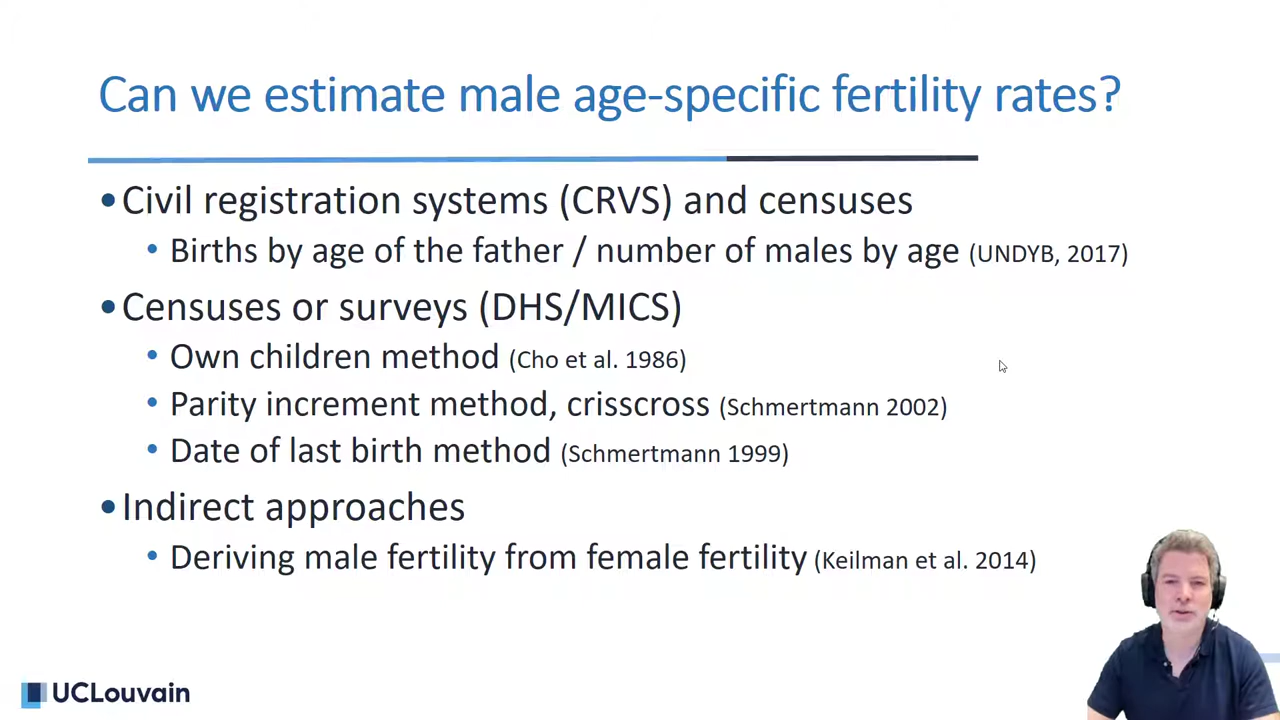 Can we estimate male age-specific fertility rates?
•Civil registration systems (CRVS) and censuses
• Births by age of the father / number of males by age (UNDYB, 2017)
•Censuses or surveys (DHS/MICS)
• Own children method (Cho et al. 1986)
• Parity increment method, crisscross (Schmertmann 2002)
• Date of last birth method (Schmertmann 1999)
•Indirect approaches
• Deriving male fertility from female fertility (Keilman et al. 2014)
UCLouvain